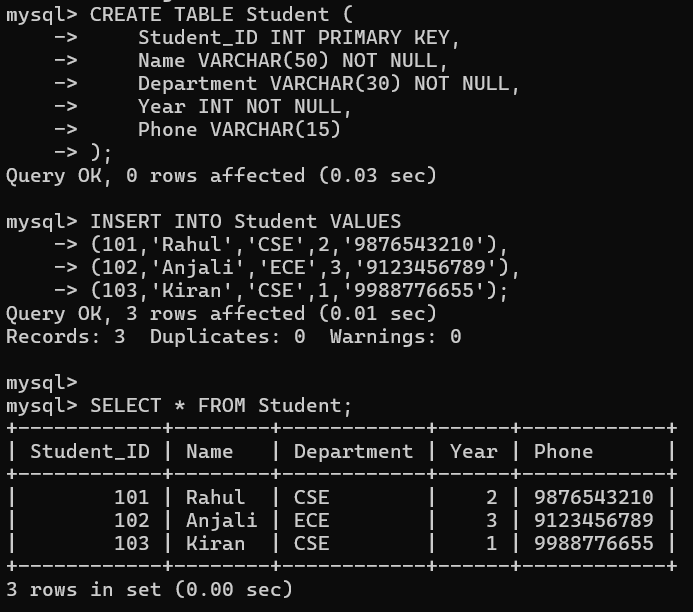 mysql> CREATE TABLE Student (
    ->     Student_ID INT PRIMARY KEY,
    ->     Name VARCHAR(50) NOT NULL,
    ->     Department VARCHAR(30) NOT NULL,
    ->     Year INT NOT NULL,
    ->     Phone VARCHAR(15)
    -> );
Query OK, 0 rows affected (0.03 sec)

mysql> INSERT INTO Student VALUES
    -> (101,'Rahul','CSE',2,'9876543210'),
    -> (102,'Anjali','ECE',3,'9123456789'),
    -> (103,'Kiran','CSE',1,'9988776655');
Query OK, 3 rows affected (0.01 sec)
Records: 3  Duplicates: 0  Warnings: 0

mysql>
mysql> SELECT * FROM Student;
+------------+--------+------------+------+------------+
| Student_ID | Name   | Department | Year | Phone      |
+------------+--------+------------+------+------------+
|        101 | Rahul  | CSE        |    2 | 9876543210 |
|        102 | Anjali | ECE        |    3 | 9123456789 |
|        103 | Kiran  | CSE        |    1 | 9988776655 |
+------------+--------+------------+------+------------+
3 rows in set (0.00 sec)